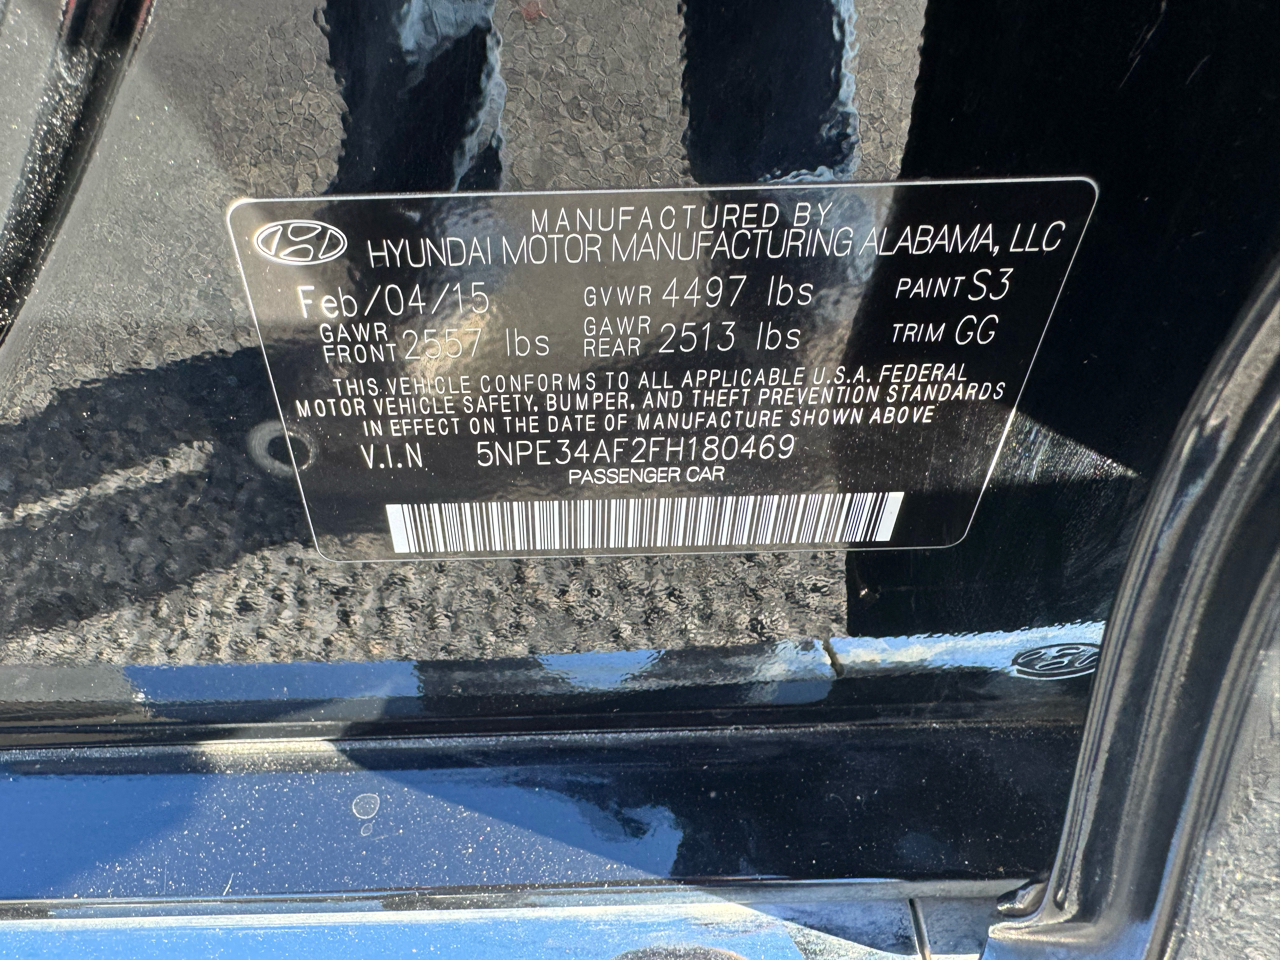 MANUFACTURED BY
HYUNDAI MOTOR MANUFACTURING ALABAMA, LLC
Feb/04/15 GVWR 4497 lbs PAINT S3
GAWR FRONT 2557 lbs GAWR REAR 2513 lbs TRIM GG
THIS VEHICLE CONFORMS TO ALL APPLICABLE U.S.A. FEDERAL
MOTOR VEHICLE SAFETY, BUMPER, AND THEFT PREVENTION STANDARDS
IN EFFECT ON THE DATE OF MANUFACTURE SHOWN ABOVE
V.I.N 5NPE34AF2FH180469
PASSENGER CAR